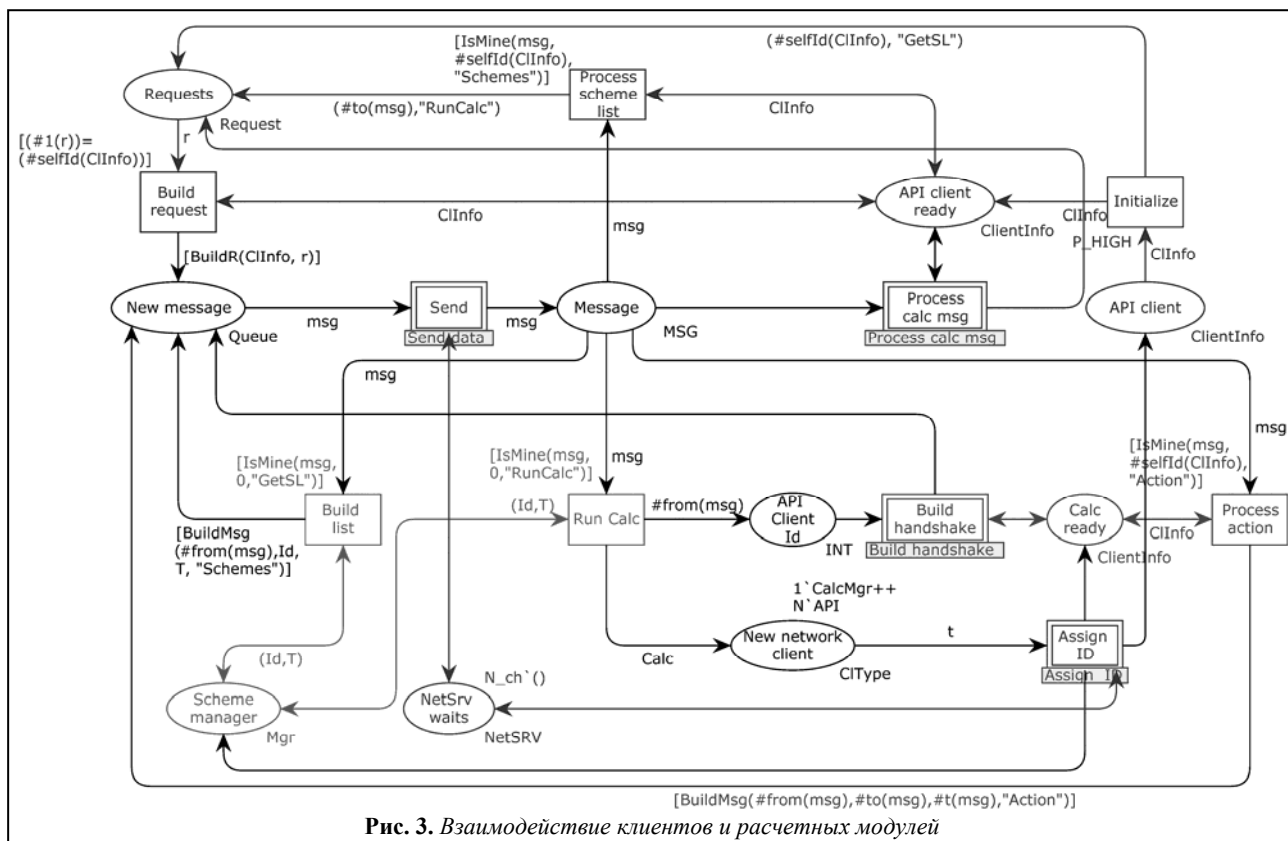 (#selfId(ClInfo), "GetSL")
[IsMine(msg,
#selfId(ClInfo),
"Schemes")]
Process
scheme
list
Requests
(#to(msg),"RunCalc")
ClInfo
Request
[(#1(r))=
(#selfId(ClInfo))]
r
Build
request
ClInfo
API client
ready
ClInfo
Initialize
ClientInfo
P_HIGH
ClInfo
msg
[BuildR(ClInfo, r)]
New message
msg
Queue
Send
Send data
msg
Message
MSG
Process
calc msg
Process calc msg
API client
ClientInfo
msg
msg
msg
[IsMine(msg,
0,"GetSL")]
[IsMine(msg,
0,"RunCalc")]
[IsMine(msg,
#selfId(ClInfo),
"Action")]
Build
list
(Id,T)
Run Calc
#from(msg)
API
Client
Id
INT
Build
handshake
Build handshake
Calc
ready
ClientInfo
ClInfo
Process
action
[BuildMsg
(#from(msg),Id,
T, "Schemes")]
1`CalcMgr++
N`API
New network
client
Calc
ClType
t
Assign
ID
Assign ID
(Id,T)
Scheme
manager
Mgr
N_ch`()
NetSrv
waits
NetSRV
[BuildMsg(#from(msg),#to(msg),#t(msg),"Action")]
Рис. 3. Взаимодействие клиентов и расчетных модулей